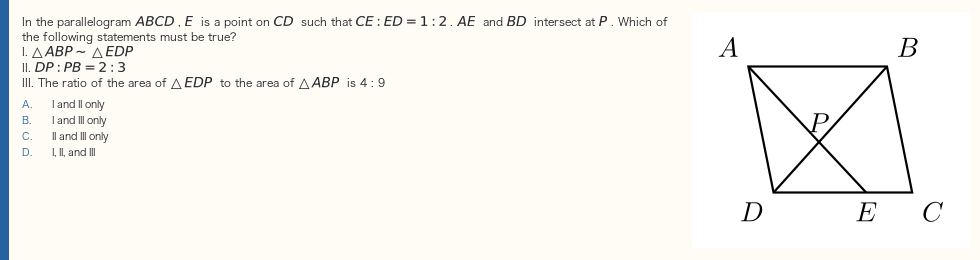 In the parallelogram ABCD , E is a point on CD such that CE : ED = 1 : 2 . AE and BD intersect at P . Which of
the following statements must be true?
I. △ABP ~ △EDP
II. DP : PB = 2 : 3
III. The ratio of the area of △EDP to the area of △ABP is 4 : 9
A. I and II only
B. I and III only
C. II and III only
D. I, II, and III
A B
P
D E C